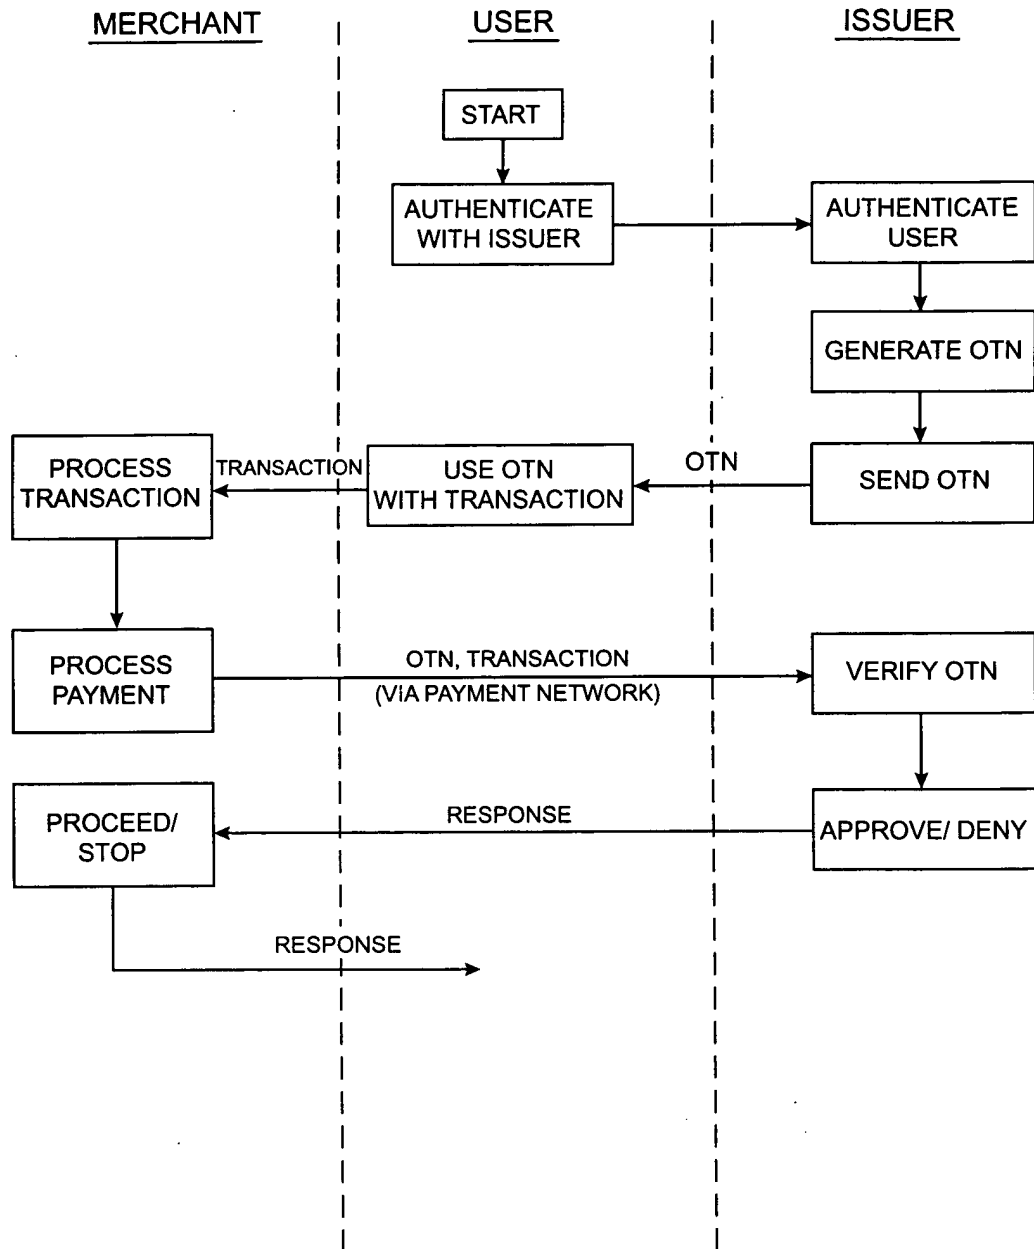 MERCHANT
USER
ISSUER
START
AUTHENTICATE
WITH ISSUER
AUTHENTICATE
USER
GENERATE OTN
PROCESS
TRANSACTION
TRANSACTION
USE OTN
WITH TRANSACTION
OTN
SEND OTN
PROCESS
PAYMENT
OTN, TRANSACTION
(VIA PAYMENT NETWORK)
VERIFY OTN
PROCEED/
STOP
RESPONSE
APPROVE/ DENY
RESPONSE